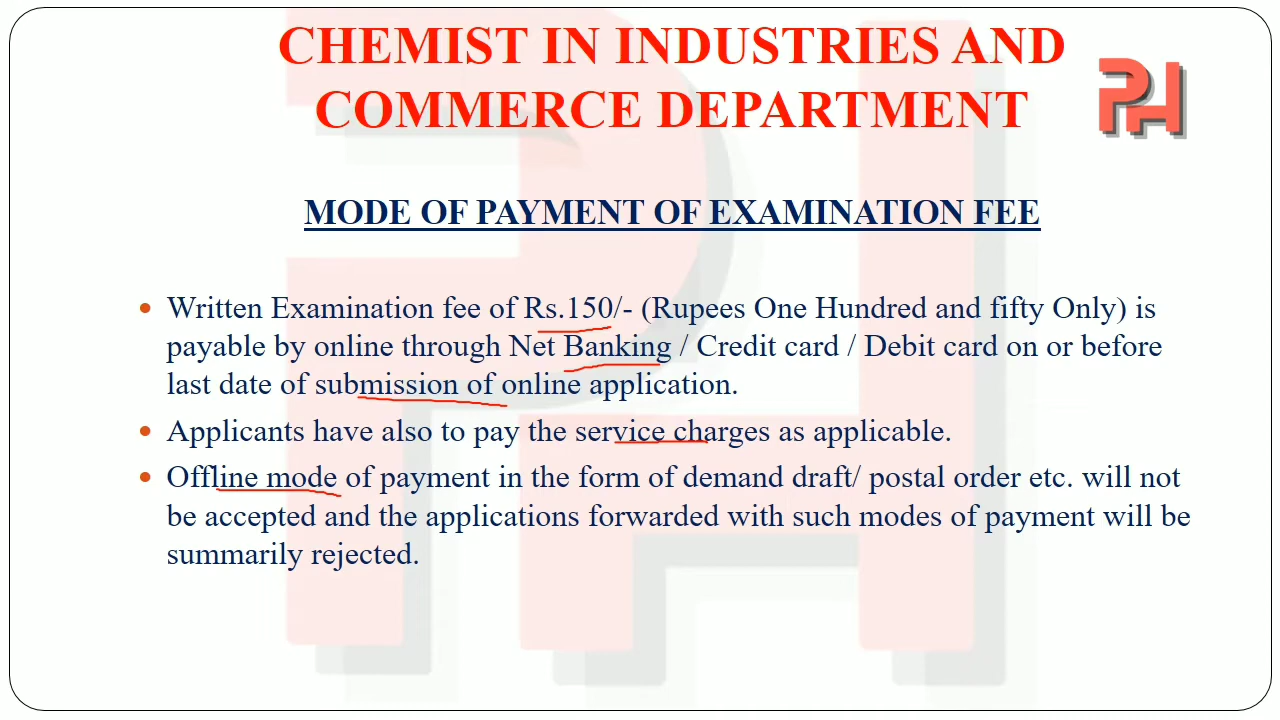 CHEMIST IN INDUSTRIES AND
COMMERCE DEPARTMENT
PH
MODE OF PAYMENT OF EXAMINATION FEE
• Written Examination fee of Rs.150/- (Rupees One Hundred and fifty Only) is
payable by online through Net Banking / Credit card / Debit card on or before
last date of submission of online application.
• Applicants have also to pay the service charges as applicable.
• Offline mode of payment in the form of demand draft/ postal order etc. will not
be accepted and the applications forwarded with such modes of payment will be
summarily rejected.